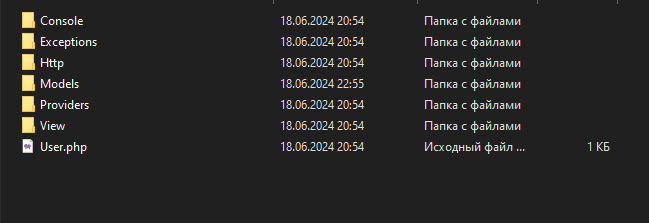 Console 18.06.2024 20:54 Папка с файлами
Exceptions 18.06.2024 20:54 Папка с файлами
Http 18.06.2024 20:54 Папка с файлами
Models 18.06.2024 22:55 Папка с файлами
Providers 18.06.2024 20:54 Папка с файлами
View 18.06.2024 20:54 Папка с файлами
User.php 18.06.2024 20:54 Исходный файл ... 1 КБ